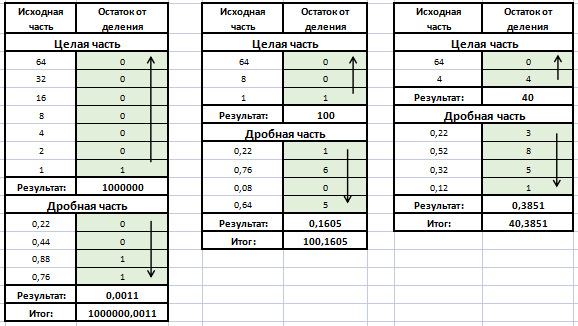 Исходная часть Остаток от деления
Целая часть
64 0
32 0
16 0
8 0
4 0
2 0
1 1
Результат: 1000000
Дробная часть
0,22 0
0,44 0
0,88 1
0,76 1
Результат: 0,0011
Итог: 1000000,0011
Исходная часть Остаток от деления
Целая часть
64 0
8 0
1 1
Результат: 100
Дробная часть
0,22 1
0,76 6
0,08 0
0,64 5
Результат: 0,1605
Итог: 100,1605
Исходная часть Остаток от деления
Целая часть
64 0
4 4
Результат: 40
Дробная часть
0,22 3
0,52 8
0,32 5
0,12 1
Результат: 0,3851
Итог: 40,3851